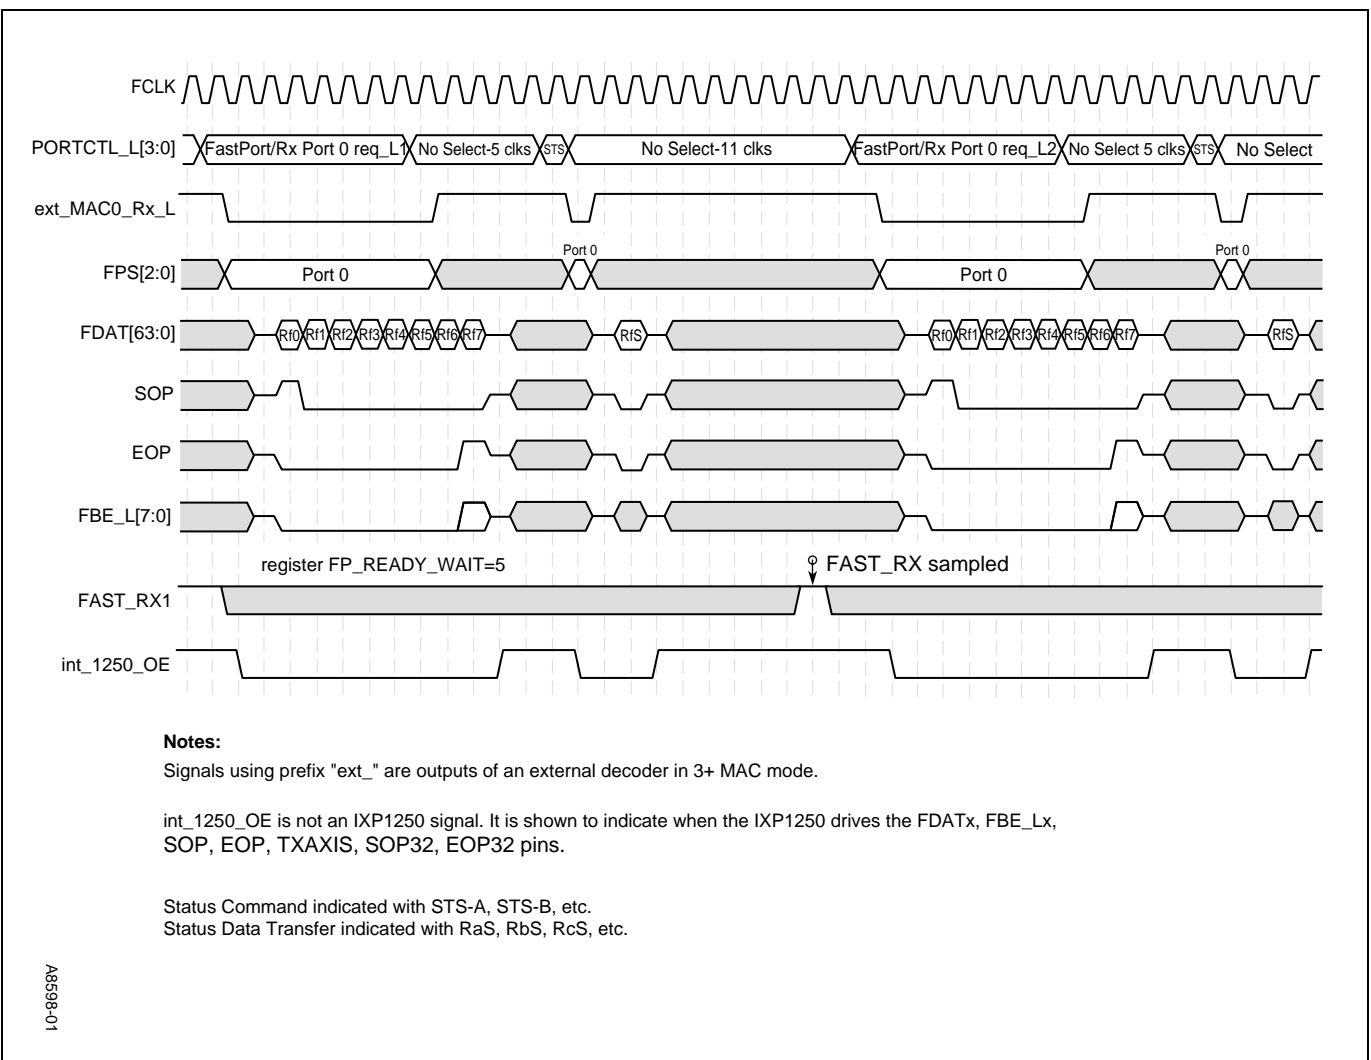 FCLK
PORTCTL_L[3:0] FastPort/Rx Port 0 req_L1 No Select-5 clks STS No Select-11 clks FastPort/Rx Port 0 req_L2 No Select 5 clks STS No Select
ext_MAC0_Rx_L
Port 0 Port 0
FPS[2:0] Port 0 Port 0
FDAT[63:0] Rf0 Rf1 Rf2 Rf3 Rf4 Rf5 Rf6 Rf7 RfS Rf0 Rf1 Rf2 Rf3 Rf4 Rf5 Rf6 Rf7 RfS
SOP
EOP
FBE_L[7:0]
register FP_READY_WAIT=5 FAST_RX sampled
FAST_RX1
int_1250_OE
Notes:
Signals using prefix "ext_" are outputs of an external decoder in 3+ MAC mode.
int_1250_OE is not an IXP1250 signal. It is shown to indicate when the IXP1250 drives the FDATx, FBE_Lx,
SOP, EOP, TXAXIS, SOP32, EOP32 pins.
Status Command indicated with STS-A, STS-B, etc.
Status Data Transfer indicated with RaS, RbS, RcS, etc.
A8598-01